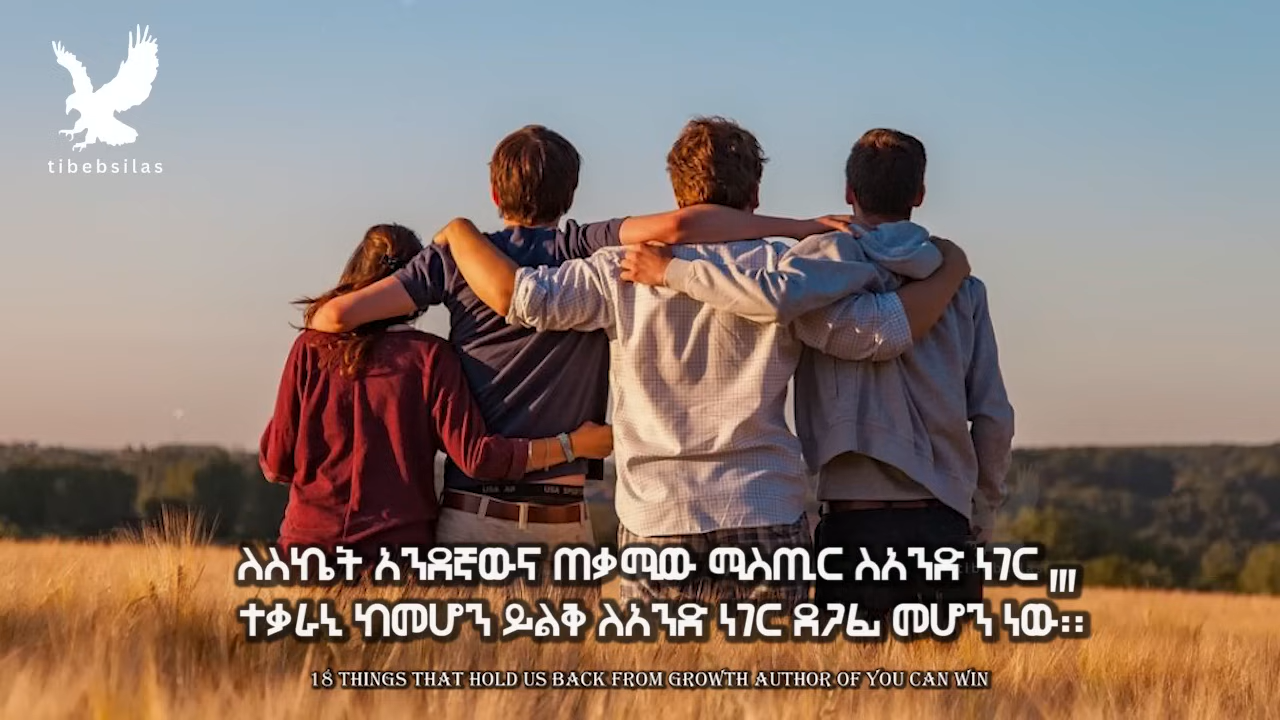 tibebsilas
ለስኬት አንደኛውና ጠቃሚው ሚስጢር ለአንድ ነገር ,,,
ተቃራኒ ከመሆን ይልቅ ለአንድ ነገር ደጋፊ መሆን ነው፡፡
18 THINGS THAT HOLD US BACK FROM GROWTH AUTHOR OF YOU CAN WIN